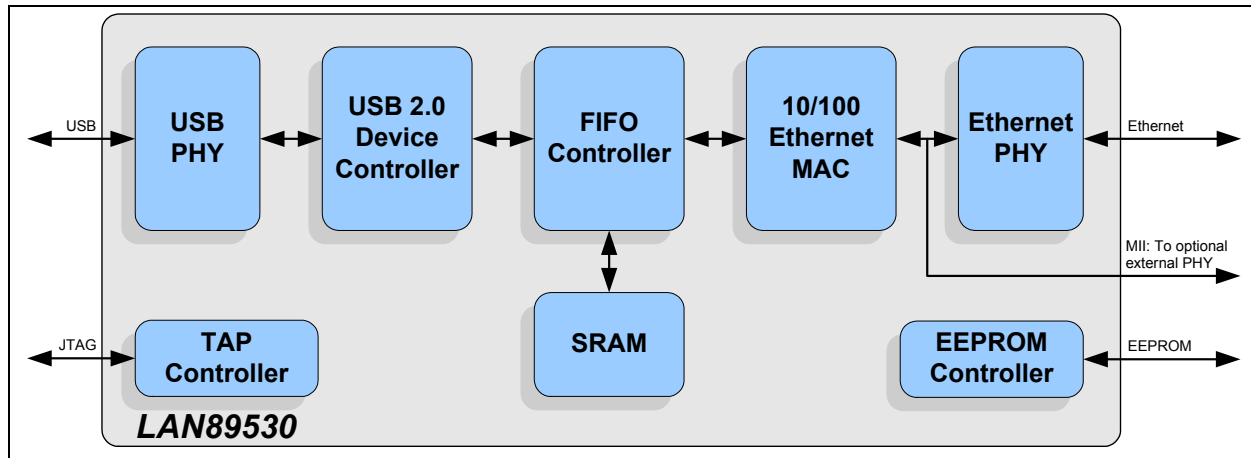 USB
USB
PHY
USB 2.0
Device
Controller
FIFO
Controller
10/100
Ethernet
MAC
Ethernet
PHY
Ethernet
MII: To optional
external PHY
JTAG
TAP
Controller
SRAM
EEPROM
Controller
EEPROM
LAN89530